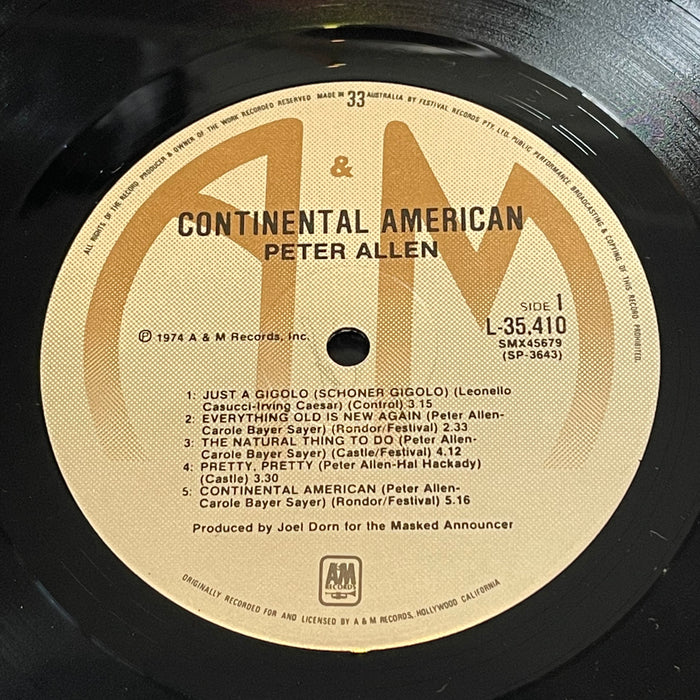 ALL RIGHTS OF THE RECORD PRODUCER & OWNER OF THE WORK RECORDED RESERVED MADE IN 33 AUSTRALIA BY FESTIVAL RECORDS PTY. LTD. PUBLIC PERFORMANCE BROADCASTING & COPYING OF THIS RECORD PROHIBITED.
A & M
CONTINENTAL AMERICAN
PETER ALLEN
SIDE 1
L-35,410
Ⓟ 1974 A & M Records, Inc.
SMX45679
(SP-3643)
1: JUST A GIGOLO (SCHONER GIGOLO) (Leonello
Casucci-Irving Caesar) (Control) 3.15
2: EVERYTHING OLD IS NEW AGAIN (Peter Allen-
Carole Bayer Sayer) (Rondor/Festival) 2.33
3: THE NATURAL THING TO DO (Peter Allen-
Carole Bayer Sayer) (Castle/Festival) 4.12
4: PRETTY, PRETTY (Peter Allen-Hal Hackady)
(Castle) 3.30
5: CONTINENTAL AMERICAN (Peter Allen-
Carole Bayer Sayer) (Rondor/Festival) 5.16
Produced by Joel Dorn for the Masked Announcer
A&M
RECORDS
ORIGINALLY RECORDED FOR AND LICENSED BY A & M RECORDS, HOLLYWOOD CALIFORNIA